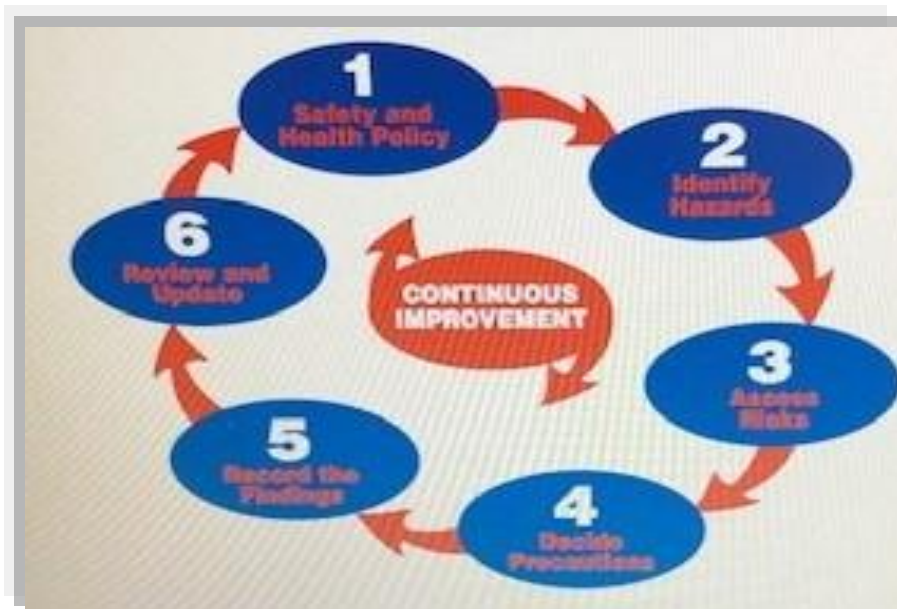 1
Safety and
Health Policy
2
Identify
Hazards
3
Assess
Risks
4
Decide
Precautions
5
Record the
Findings
6
Review and
Update
CONTINUOUS
IMPROVEMENT